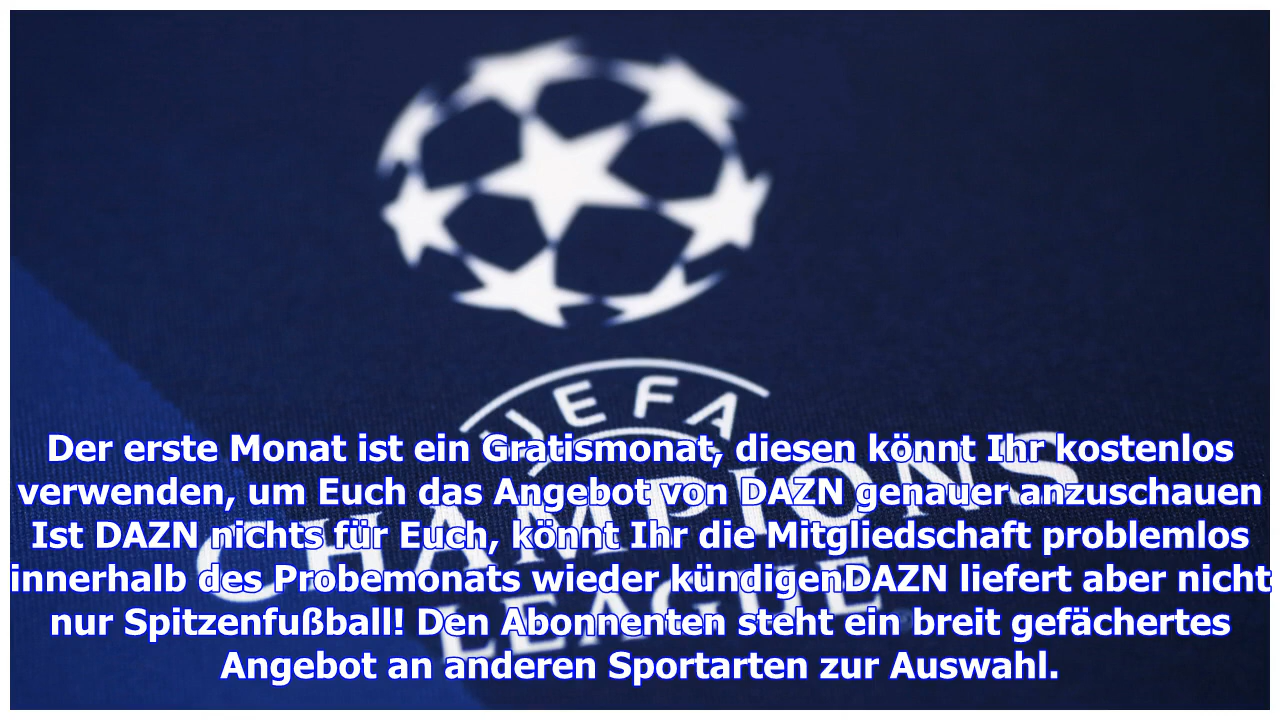 UEFA
CHAMPIONS
LEAGUE
Der erste Monat ist ein Gratismonat, diesen könnt Ihr kostenlos
verwenden, um Euch das Angebot von DAZN genauer anzuschauen
Ist DAZN nichts für Euch, könnt Ihr die Mitgliedschaft problemlos
innerhalb des Probemonats wieder kündigenDAZN liefert aber nicht
nur Spitzenfußball! Den Abonnenten steht ein breit gefächertes
Angebot an anderen Sportarten zur Auswahl.